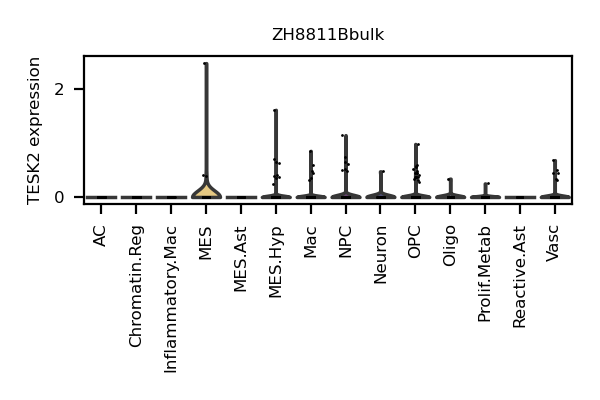 ZH8811Bbulk
TESK2 expression
2
0
AC
Chromatin.Reg
Inflammatory.Mac
MES
MES.Ast
MES.Hyp
Mac
NPC
Neuron
OPC
Oligo
Prolif.Metab
Reactive.Ast
Vasc